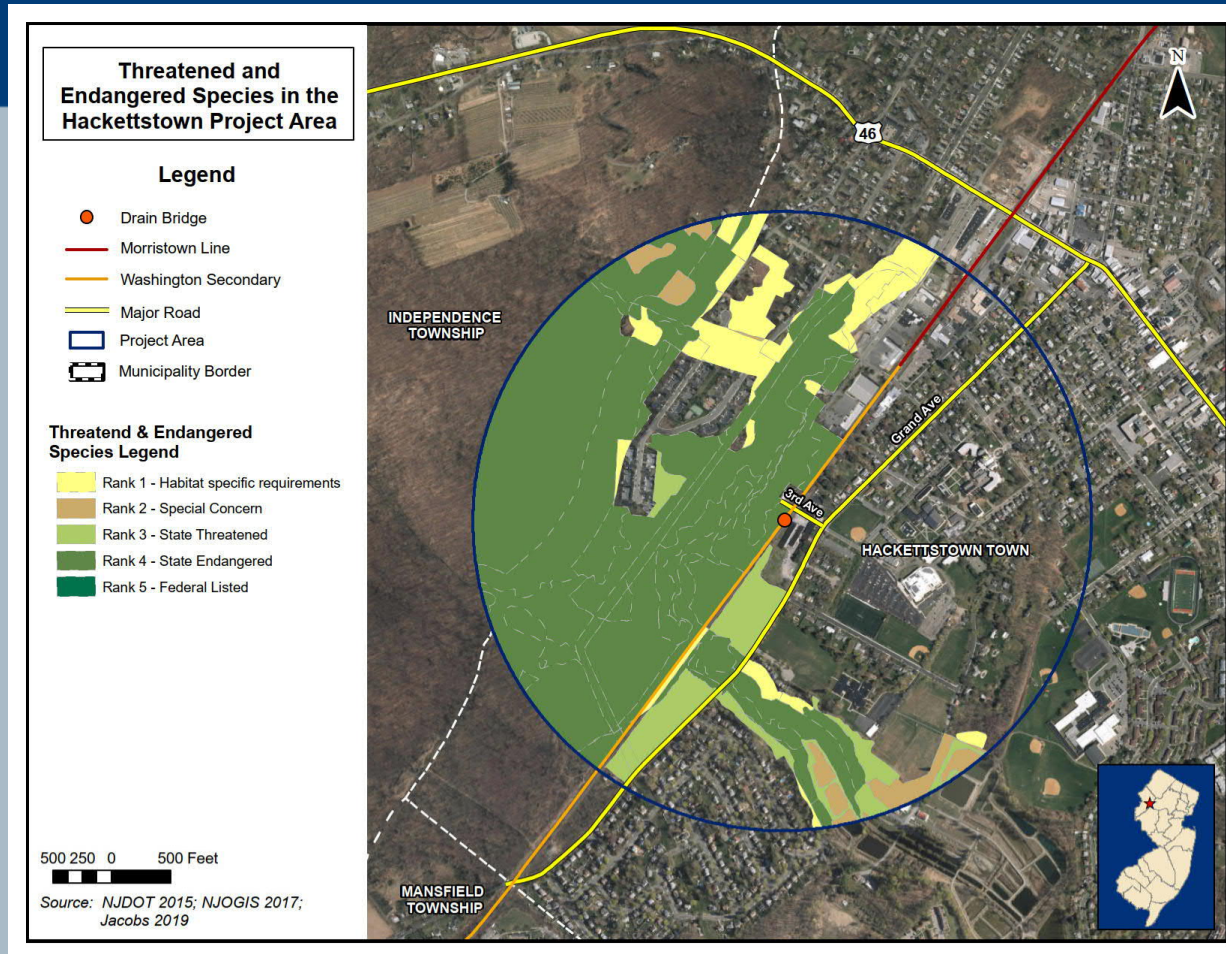 Threatened and
Endangered Species in the
Hackettstown Project Area
Legend
Drain Bridge
Morristown Line
Washington Secondary
Major Road
Project Area
Municipality Border
Threatend & Endangered
Species Legend
Rank 1 - Habitat specific requirements
Rank 2 - Special Concern
Rank 3 - State Threatened
Rank 4 - State Endangered
Rank 5 - Federal Listed
500 250 0 500 Feet
Source: NJDOT 2015; NJOGIS 2017;
Jacobs 2019
N
46
INDEPENDENCE
TOWNSHIP
Grand Ave
3rd Ave
HACKETTSTOWN TOWN
MANSFIELD
TOWNSHIP